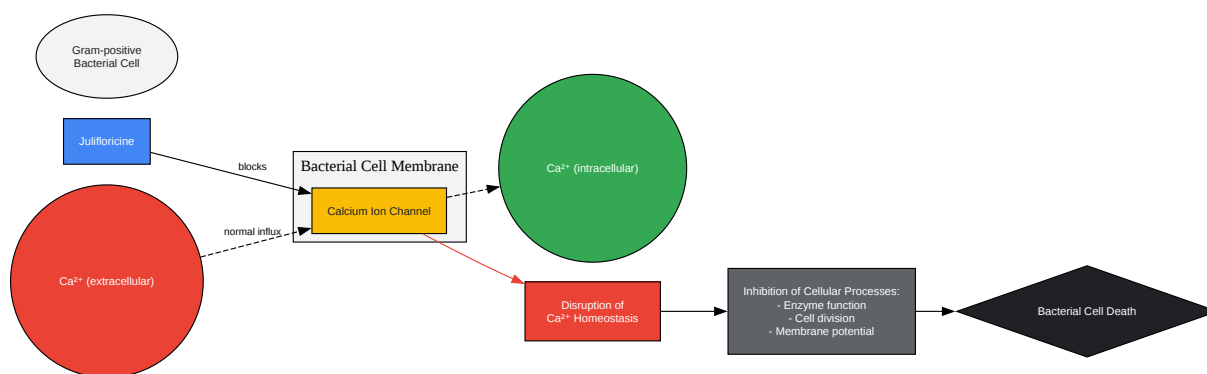 Gram-positive
Bacterial Cell
Julifloricine
blocks
Bacterial Cell Membrane
Calcium Ion Channel
Ca²⁺ (intracellular)
normal influx
Ca²⁺ (extracellular)
Disruption of
Ca²⁺ Homeostasis
Inhibition of Cellular Processes:
- Enzyme function
- Cell division
- Membrane potential
Bacterial Cell Death